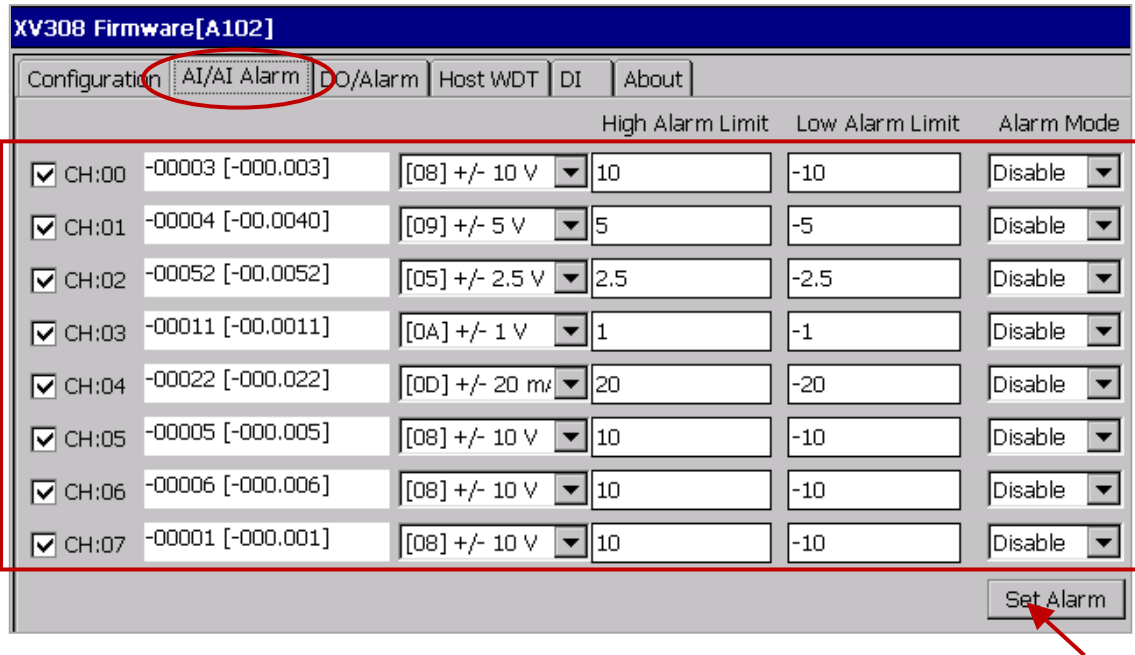 XV308 Firmware[A102]
Configuration AI/AI Alarm DO/Alarm Host WDT DI About
High Alarm Limit Low Alarm Limit Alarm Mode
CH:00 -00003 [-000.003] [08] +/- 10 V 10 -10 Disable
CH:01 -00004 [-00.0040] [09] +/- 5 V 5 -5 Disable
CH:02 -00052 [-00.0052] [05] +/- 2.5 V 2.5 -2.5 Disable
CH:03 -00011 [-00.0011] [0A] +/- 1 V 1 -1 Disable
CH:04 -00022 [-000.022] [0D] +/- 20 m 20 -20 Disable
CH:05 -00005 [-000.005] [08] +/- 10 V 10 -10 Disable
CH:06 -00006 [-000.006] [08] +/- 10 V 10 -10 Disable
CH:07 -00001 [-000.001] [08] +/- 10 V 10 -10 Disable
Set Alarm